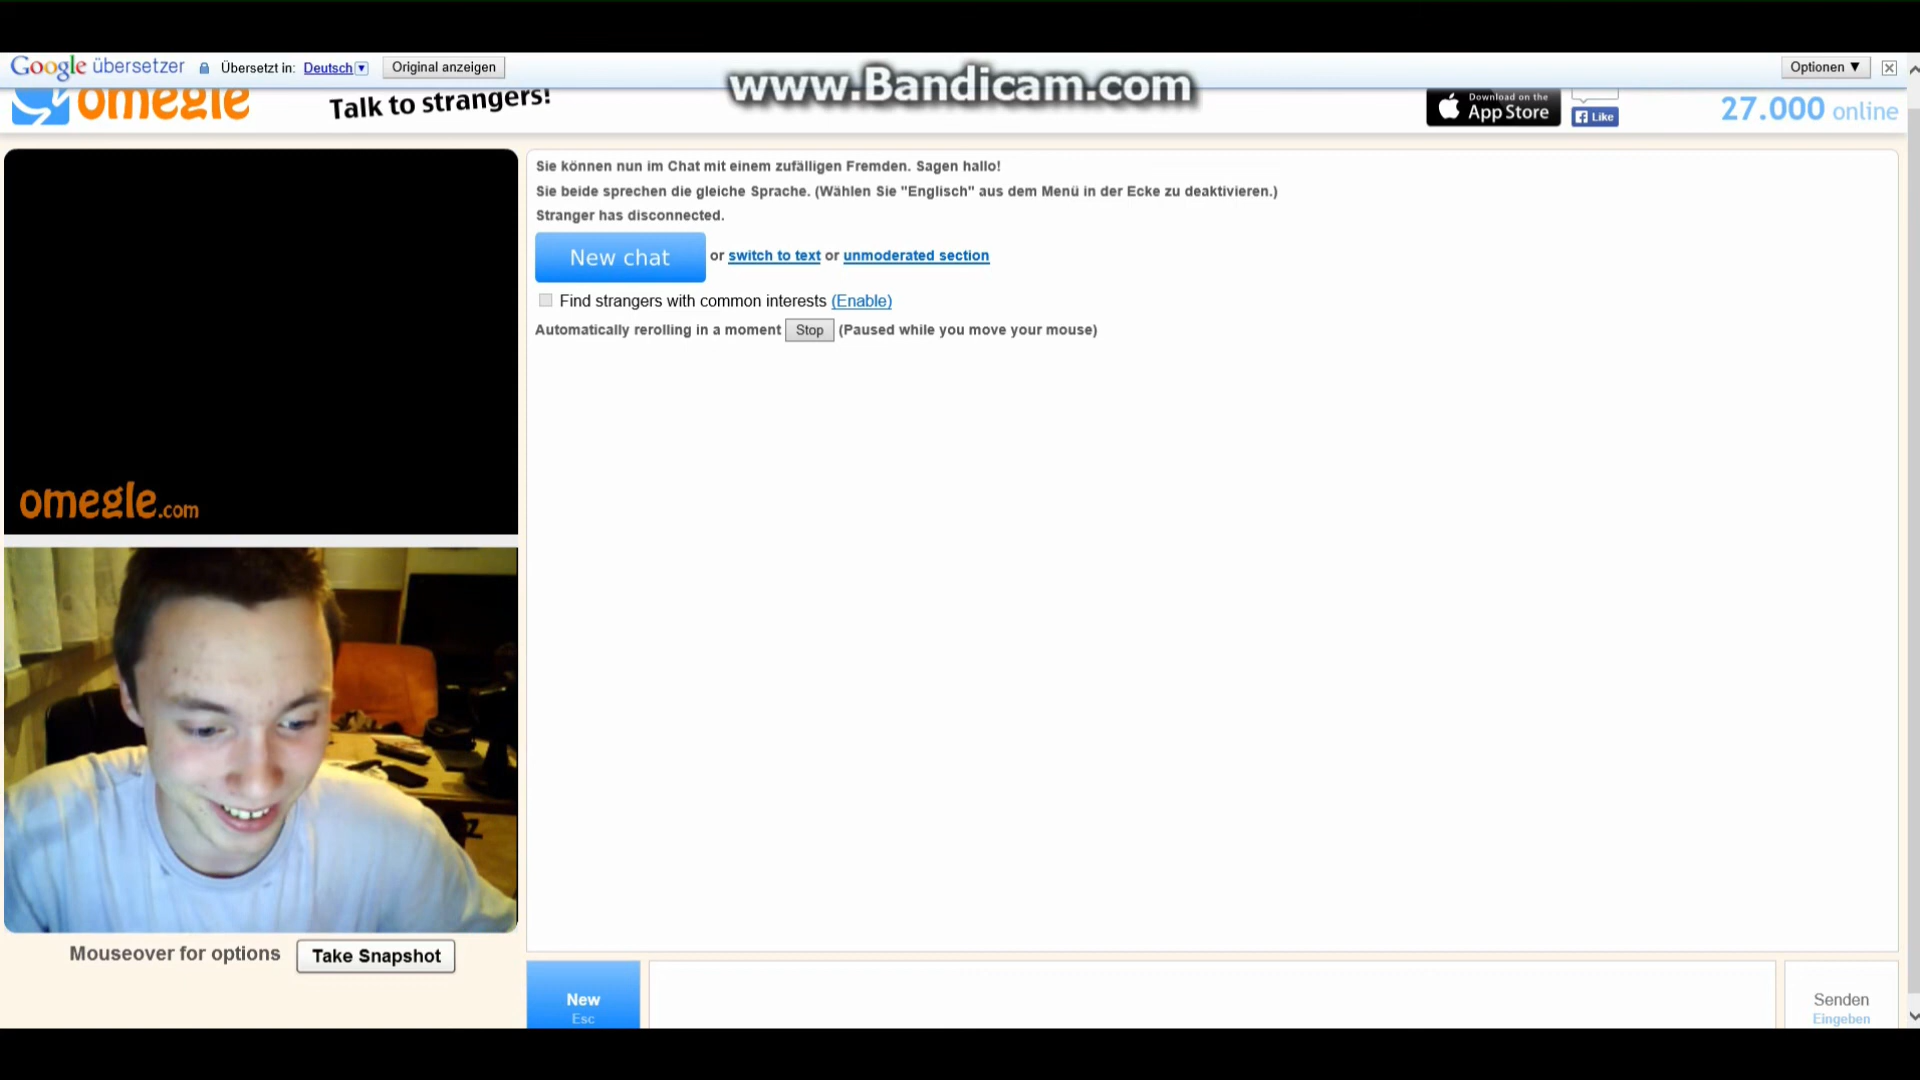 Google übersetzer Übersetzt in: Deutsch Original anzeigen www.Bandicam.com Optionen ▼
omegle Talk to strangers! Download on the App Store Like 27.000 online
Sie können nun im Chat mit einem zufälligen Fremden. Sagen hallo!
Sie beide sprechen die gleiche Sprache. (Wählen Sie "Englisch" aus dem Menü in der Ecke zu deaktivieren.)
Stranger has disconnected.
New chat or switch to text or unmoderated section
Find strangers with common interests (Enable)
Automatically rerolling in a moment Stop (Paused while you move your mouse)
omegle.com
Mouseover for options Take Snapshot
New
Esc
Senden
Eingeben